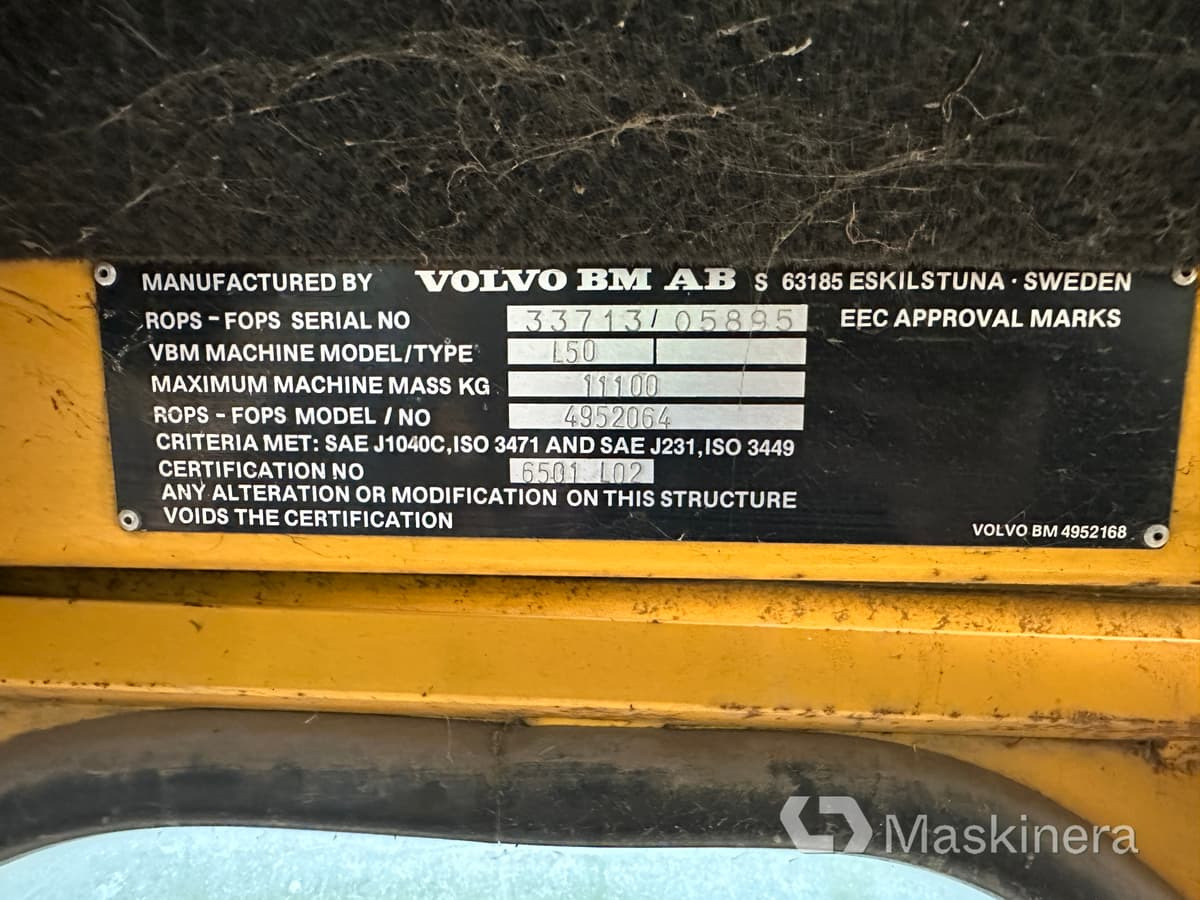 MANUFACTURED BY VOLVO BM AB S 63185 ESKILSTUNA · SWEDEN
ROPS - FOPS SERIAL NO 33713/05895 EEC APPROVAL MARKS
VBM MACHINE MODEL/TYPE L50
MAXIMUM MACHINE MASS KG 11100
ROPS - FOPS MODEL / NO 4952064
CRITERIA MET: SAE J1040C, ISO 3471 AND SAE J231, ISO 3449
CERTIFICATION NO 6501 L02
ANY ALTERATION OR MODIFICATION ON THIS STRUCTURE
VOIDS THE CERTIFICATION
VOLVO BM 4952168
Maskinera